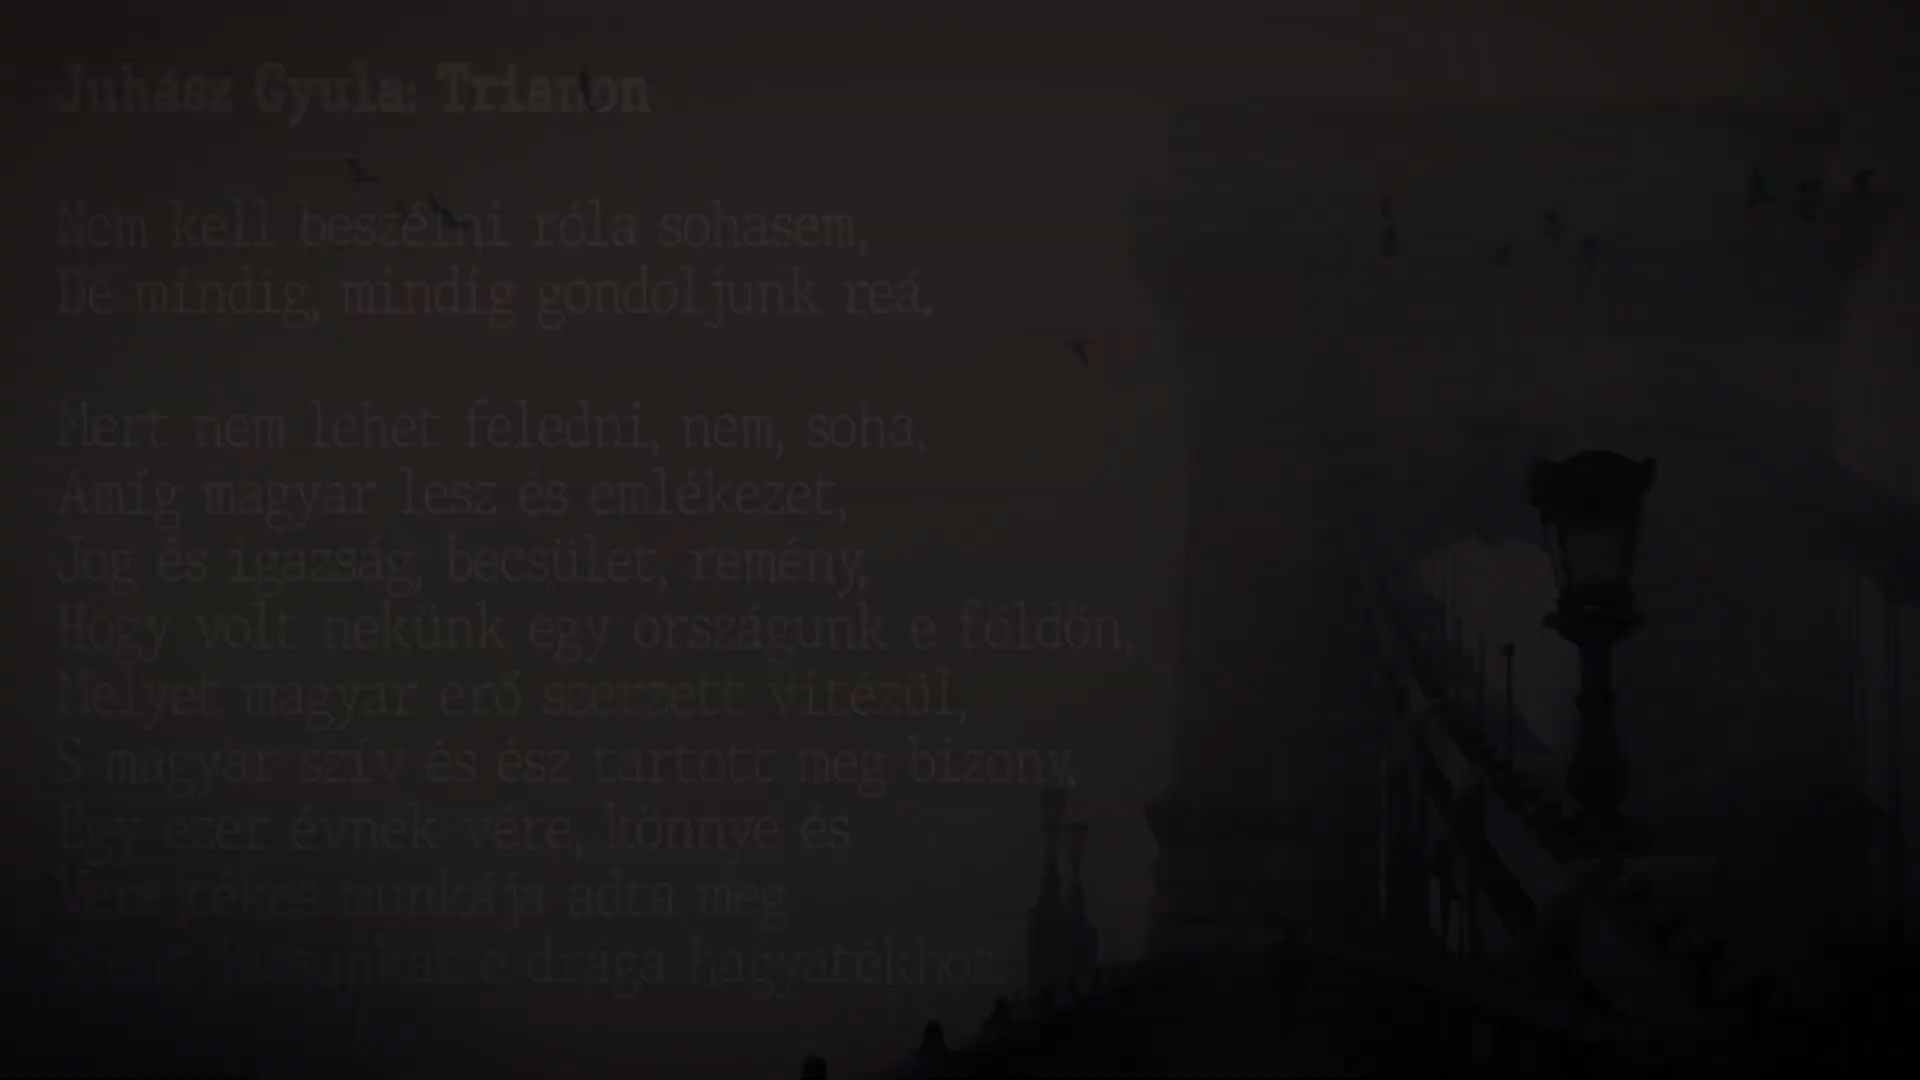 Juhász Gyula: Trianon
Nem kell beszélni róla sohasem,
De mindig, mindig gondoljunk reá,
Mert nem lehet feledni, nem, soha,
Amíg magyar lesz és emlékezet,
Jog és igazság, becsület, remény,
Hogy volt nekünk egy országunk e földön,
Melyet magyar erő szerzett vitézül,
S magyar szív és ész tartott meg bizony,
Egy ezer évnek vére, könnye és
Verejtékes munkája adta meg
Szent jussunkat e drága hagyatékhoz.